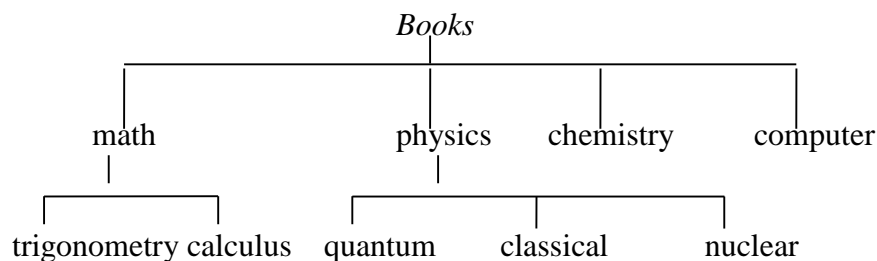 Books
math physics chemistry computer
trigonometry calculus quantum classical nuclear